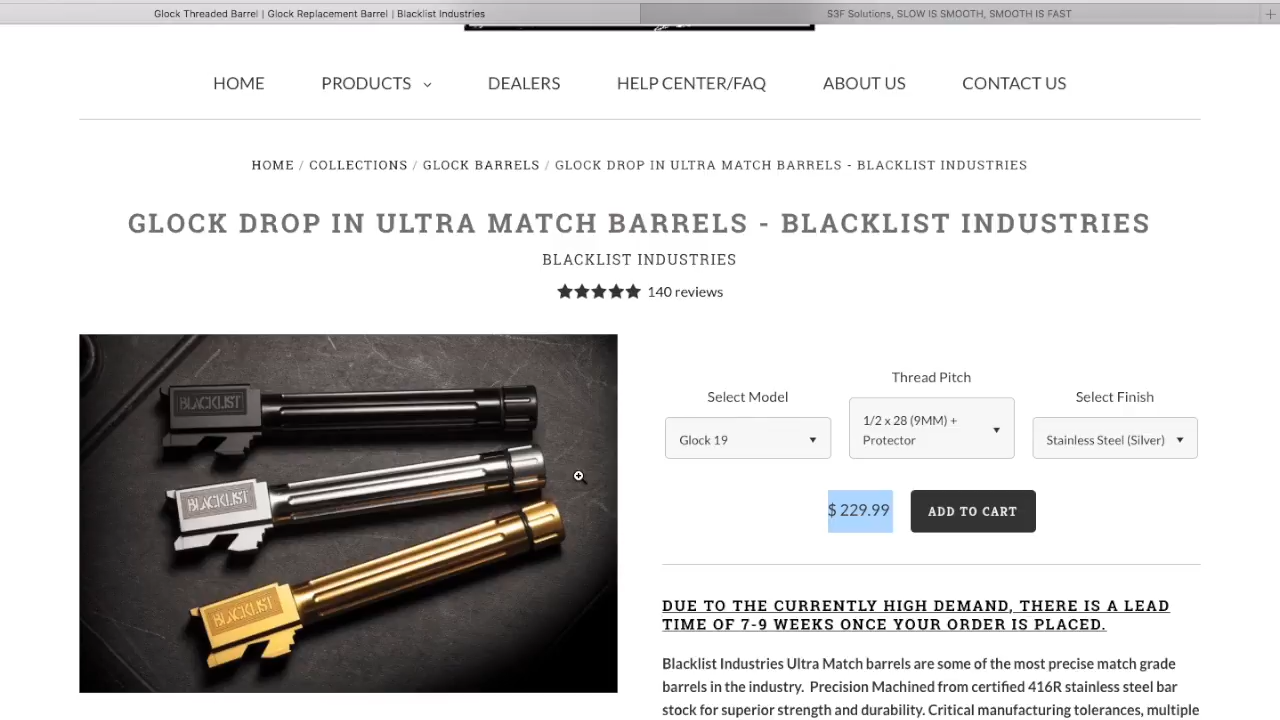 Glock Threaded Barrel | Glock Replacement Barrel | Blacklist Industries
S3F Solutions, SLOW IS SMOOTH, SMOOTH IS FAST
HOME PRODUCTS DEALERS HELP CENTER/FAQ ABOUT US CONTACT US
HOME / COLLECTIONS / GLOCK BARRELS / GLOCK DROP IN ULTRA MATCH BARRELS - BLACKLIST INDUSTRIES
GLOCK DROP IN ULTRA MATCH BARRELS - BLACKLIST INDUSTRIES
BLACKLIST INDUSTRIES
140 reviews
BLACKLIST
BLACKLIST
BLACKLIST
Select Model
Glock 19
Thread Pitch
1/2 x 28 (9MM) +
Protector
Select Finish
Stainless Steel (Silver)
$ 229.99
ADD TO CART
DUE TO THE CURRENTLY HIGH DEMAND, THERE IS A LEAD
TIME OF 7-9 WEEKS ONCE YOUR ORDER IS PLACED.
Blacklist Industries Ultra Match barrels are some of the most precise match grade
barrels in the industry. Precision Machined from certified 416R stainless steel bar
stock for superior strength and durability. Critical manufacturing tolerances, multiple